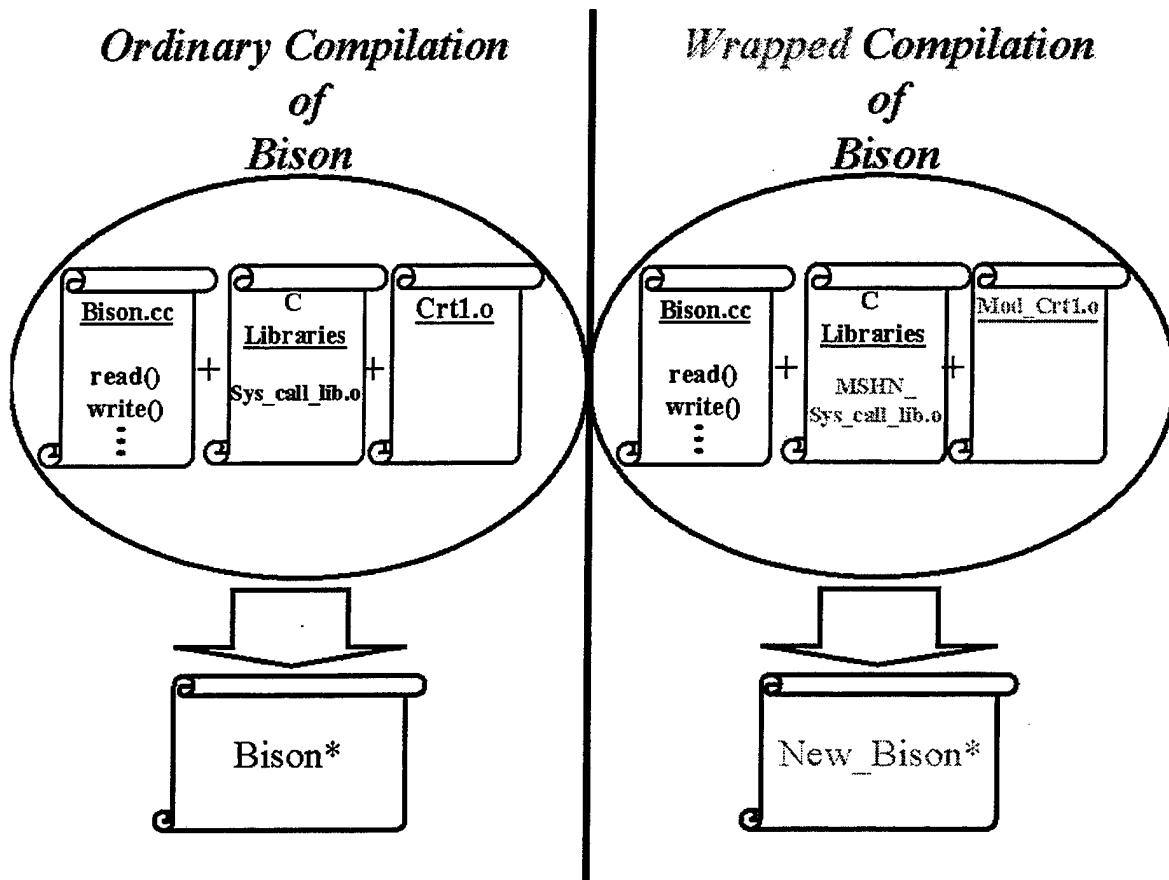 Ordinary Compilation
of
Bison
Bison.cc
read()
write()
+
C
Libraries
Sys_call_lib.o
+
Crt1.o
Bison*
Wrapped Compilation
of
Bison
Bison.cc
read()
write()
+
C
Libraries
MSHN_
Sys_call_lib.o
+
Mod_Crt1.o
New_Bison*